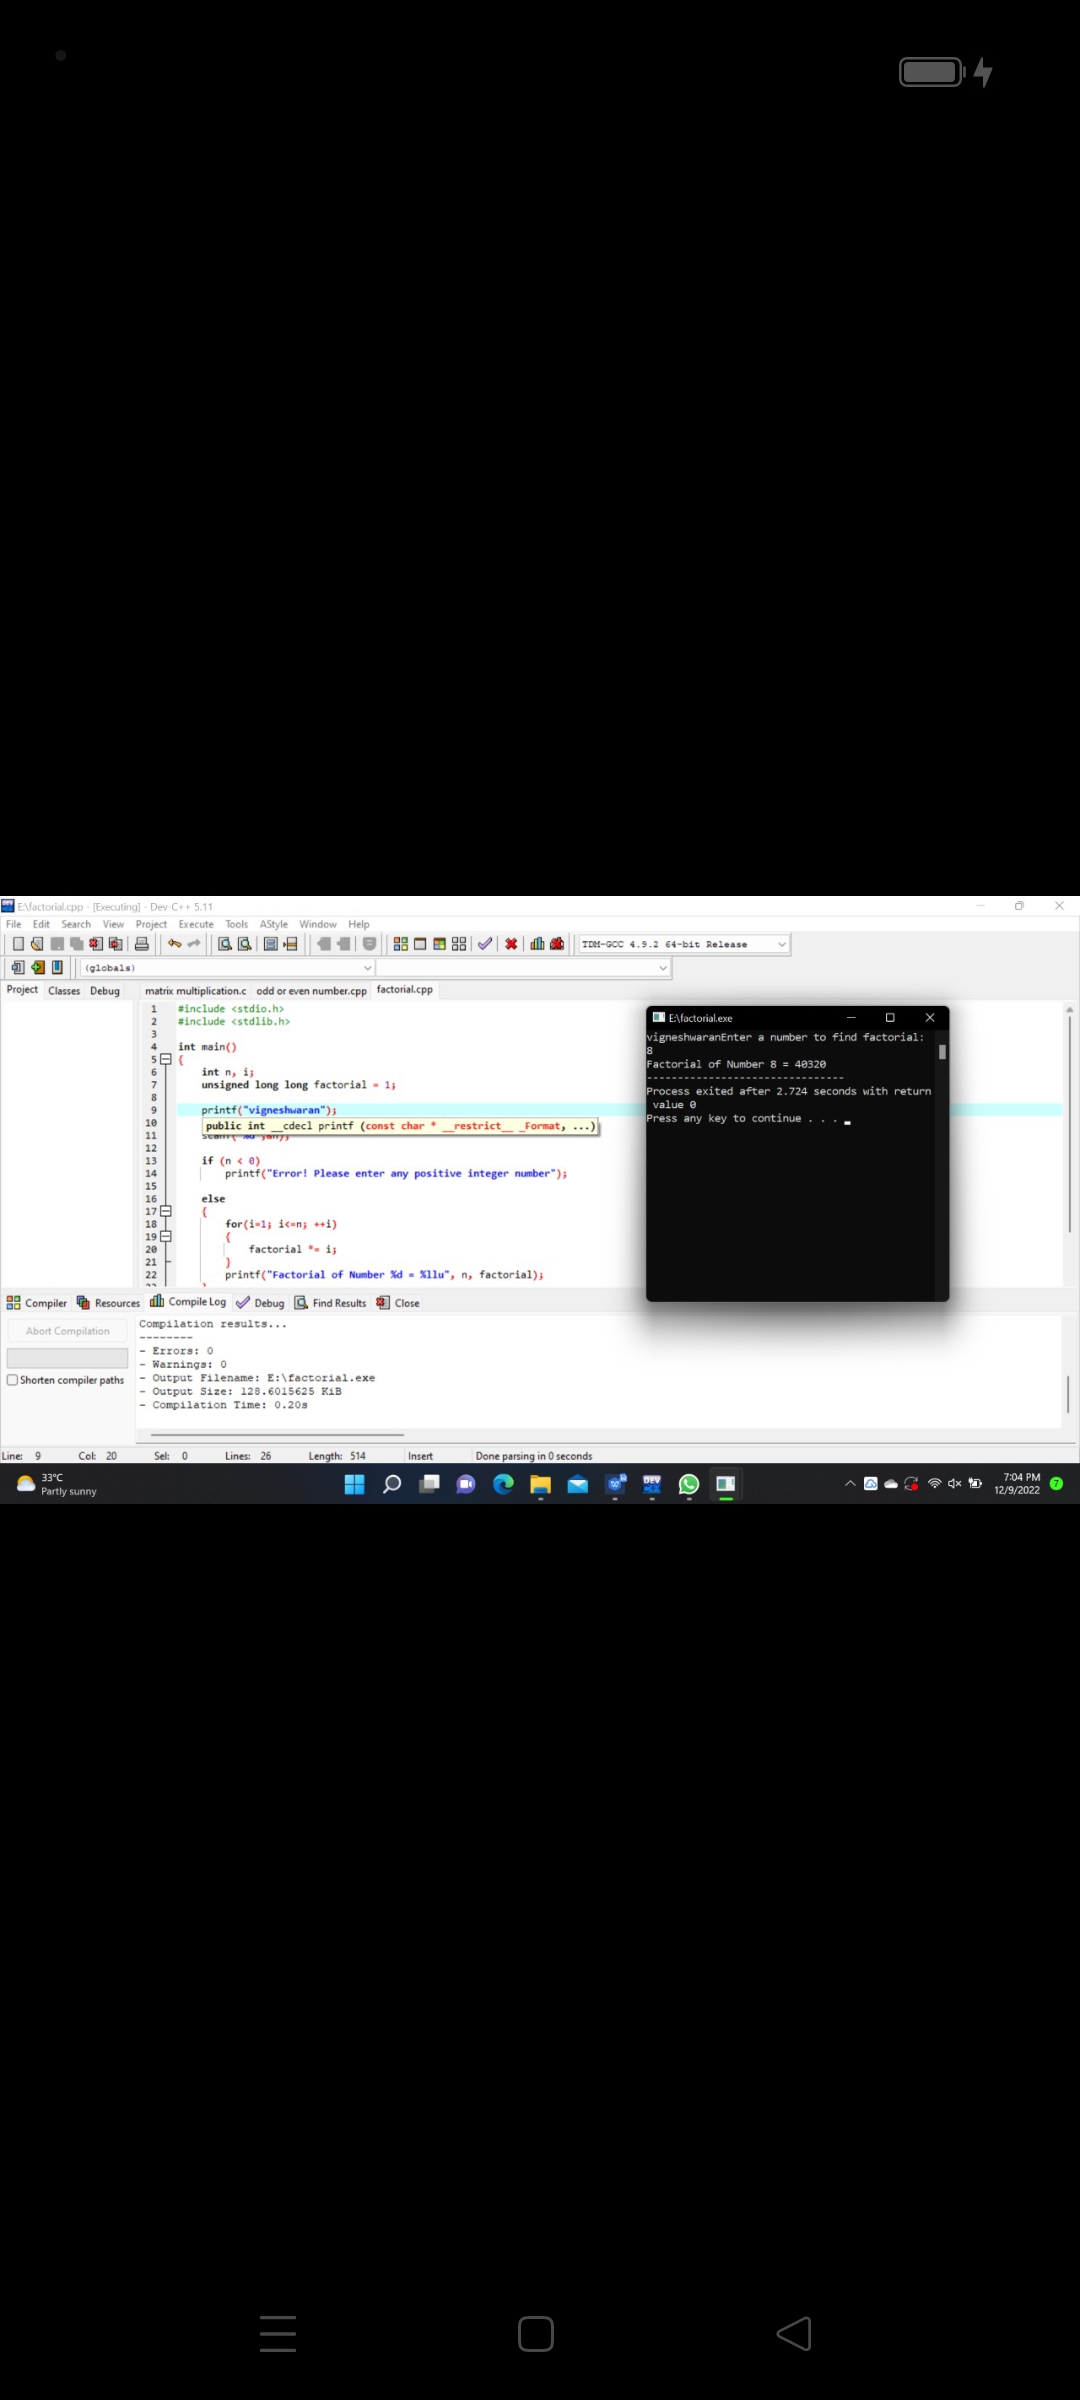 E:\factorial.cpp - [Executing] - Dev-C++ 5.11
File Edit Search View Project Execute Tools AStyle Window Help
TDM-GCC 4.9.2 64-bit Release
(globals)
Project Classes Debug matrix multiplication.c odd or even number.cpp factorial.cpp
1 #include <stdio.h>
2 #include <stdlib.h>
3
4 int main()
5 {
6 int n, i;
7 unsigned long long factorial = 1;
8
9 printf("vigneshwaran");
10 public int __cdecl printf (const char * __restrict__ _Format, ...)
11
12
13 if (n < 0)
14 printf("Error! Please enter any positive integer number");
15
16 else
17 {
18 for(i=1; i<=n; ++i)
19 {
20 factorial *= i;
21 }
22 printf("Factorial of Number %d = %llu", n, factorial);
E:\factorial.exe
vigneshwaranEnter a number to find factorial:
8
Factorial of Number 8 = 40320
--------------------------------
Process exited after 2.724 seconds with return
value 0
Press any key to continue . . .
Compiler Resources Compile Log Debug Find Results Close
Abort Compilation
Shorten compiler paths
Compilation results...
--------
- Errors: 0
- Warnings: 0
- Output Filename: E:\factorial.exe
- Output Size: 128.6015625 KiB
- Compilation Time: 0.20s
Line: 9 Col: 20 Sel: 0 Lines: 26 Length: 514 Insert Done parsing in 0 seconds
33°C
Partly sunny
DEV
7:04 PM
12/9/2022
7